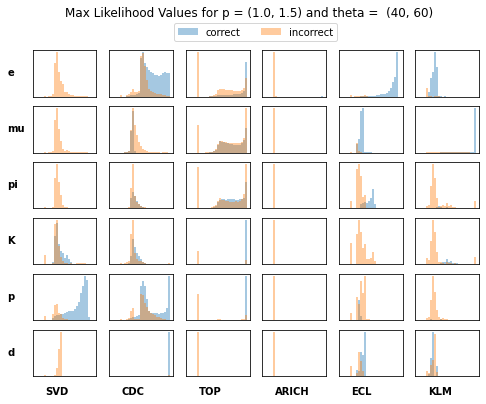 Max Likelihood Values for p = (1.0, 1.5) and theta =  (40, 60)
correct incorrect
e
mu
pi
K
p
d
SVD CDC TOP ARICH ECL KLM